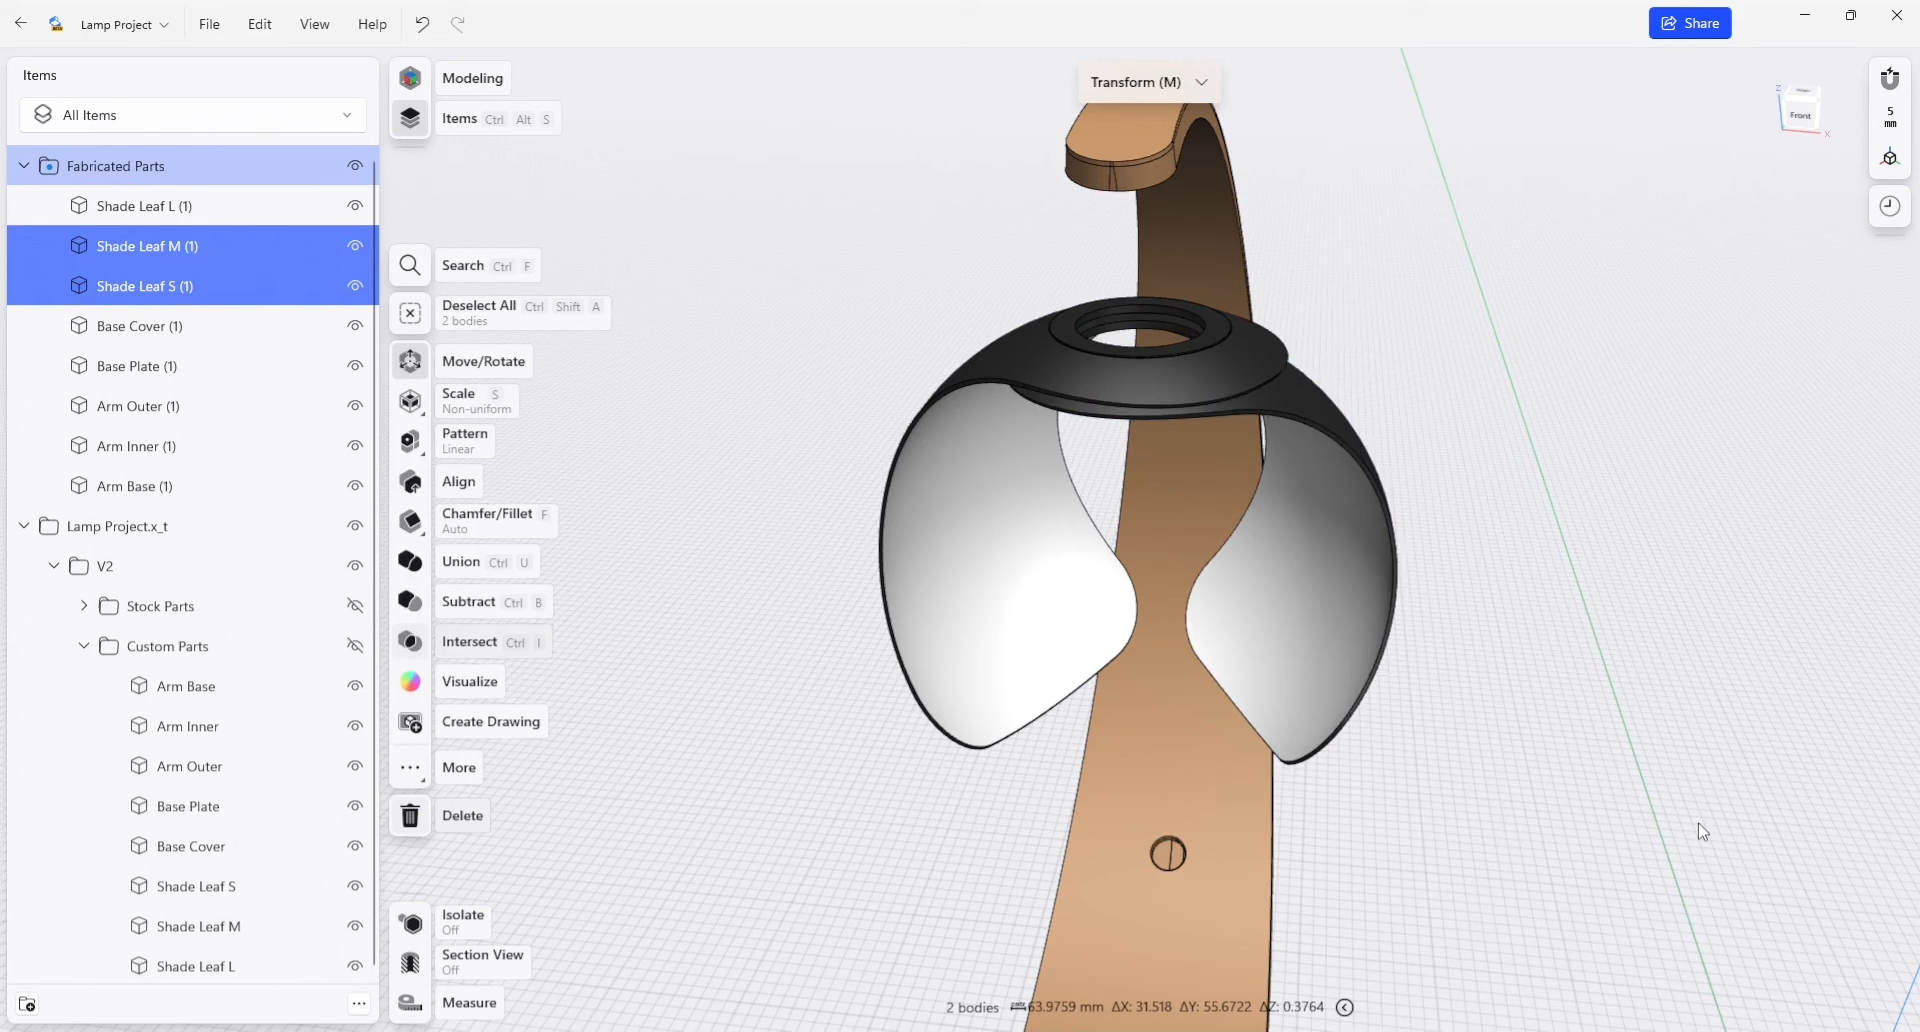 Lamp Project
File
Edit
View
Help
Share
Items
All Items
Fabricated Parts
Shade Leaf L (1)
Shade Leaf M (1)
Shade Leaf S (1)
Base Cover (1)
Base Plate (1)
Arm Outer (1)
Arm Inner (1)
Arm Base (1)
Lamp Project.x_t
V2
Stock Parts
Custom Parts
Arm Base
Arm Inner
Arm Outer
Base Plate
Base Cover
Shade Leaf S
Shade Leaf M
Shade Leaf L
Modeling
Items Ctrl Alt S
Search Ctrl F
Deselect All Ctrl Shift A
2 bodies
Move/Rotate
Scale S
Non-uniform
Pattern
Linear
Align
Chamfer/Fillet F
Auto
Union Ctrl U
Subtract Ctrl B
Intersect Ctrl I
Visualize
Create Drawing
More
Delete
Isolate
Off
Section View
Off
Measure
Transform (M)
Z
Front
X
5
mm
2 bodies 63.9759 mm ΔX: 31.518 ΔY: 55.6722 ΔZ: 0.3764